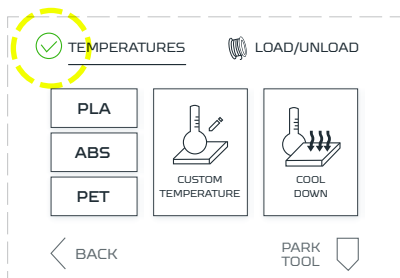 TEMPERATURES
LOAD/UNLOAD
PLA
ABS
PET
CUSTOM
TEMPERATURE
COOL
DOWN
BACK
PARK
TOOL